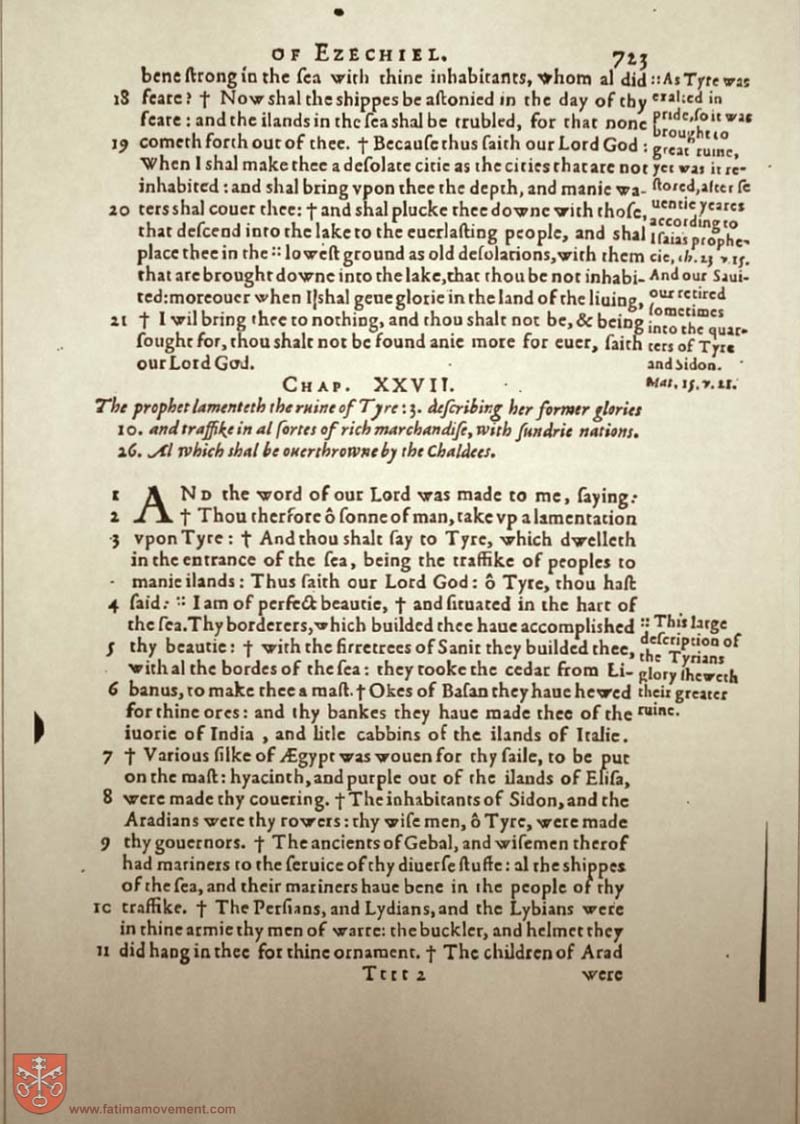 OF EZECHIEL. 723
bene ſtrong in the ſea with thine inhabitants, whom al did
18 feare? † Now shal the shippes be aſtonied in the day of thy
feare: and the ilands in the ſea shal be trubled, for that none
19 cometh forth out of thee. † Becauſe thus ſaith our Lord God:
When I shal make thee a deſolate citie as the cities that are not
inhabited: and shal bring vpon thee the depth, and manie wa-
20 ters shal couer thee: † and shal plucke thee downe with thoſe,
that deſcend into the lake to the euerlaſting people, and shal
place thee in the :: loweſt ground as old deſolations, with them
that are brought downe into the lake, that thou be not inhabi-
ted: moreouer when I shal geue glorie in the land of the liuing,
21 † I wil bring thee to nothing, and thou shalt not be, & being
ſought for, thou shalt not be found anie more for euer, ſaith
our Lord God.
:: As Tyre was
exalted in
pride, ſo it was
brought to
great ruine,
yet was it re-
ſtored, after ſe
uentie yeares
according to
Iſaias prophe-
cie, ch. 23 v. 15.
And our Saui-
our retired
ſometimes
into the quar-
ters of Tyre
and Sidon.
Mat. 15. v. 21.
CHAP. XXVII.
The prophet lamenteth the ruine of Tyre: 3. deſcribing her former glories
10. and traffike in al ſortes of rich marchandiſe, with ſundrie nations.
26. Al which shal be ouerthrowne by the Chaldees.
1 AND the word of our Lord was made to me, ſaying:
2 † Thou therfore ô ſonne of man, take vp a lamentation
3 vpon Tyre: † And thou shalt ſay to Tyre, which dwelleth
in the entrance of the ſea, being the traffike of peoples to
manie ilands: Thus ſaith our Lord God: ô Tyre, thou haſt
4 ſaid: :: I am of perfect beautie, † and ſituated in the hart of
the ſea. Thy borderers, which builded thee haue accomplished
5 thy beautie: † with the firretrees of Sanir they builded thee,
with al the bordes of the ſea: they tooke the cedar from Li-
6 banus, to make thee a maſt. † Okes of Baſan they haue hewed
for thine ores: and thy bankes they haue made thee of the
iuorie of India, and litle cabbins of the ilands of Italie.
7 † Various ſilke of Ægypt was wouen for thy ſaile, to be put
on the maſt: hyacinth, and purple out of the ilands of Eliſa,
8 were made thy couering. † The inhabitants of Sidon, and the
Aradians were thy rowers: thy wiſe men, ô Tyre, were made
9 thy gouernors. † The ancients of Gebal, and wiſemen therof
had mariners to the ſeruice of thy diuerſe ſtuffe: al the shippes
of the ſea, and their mariners haue bene in the people of thy
10 traffike. † The Perſians, and Lydians, and the Lybians were
in thine armie thy men of warre: the buckler, and helmet they
11 did hang in thee for thine ornament. † The children of Arad
:: This large
deſcription of
the Tyrians
glory sheweth
their greater
ruine.
Tttt 2 were
www.fatimamovement.com